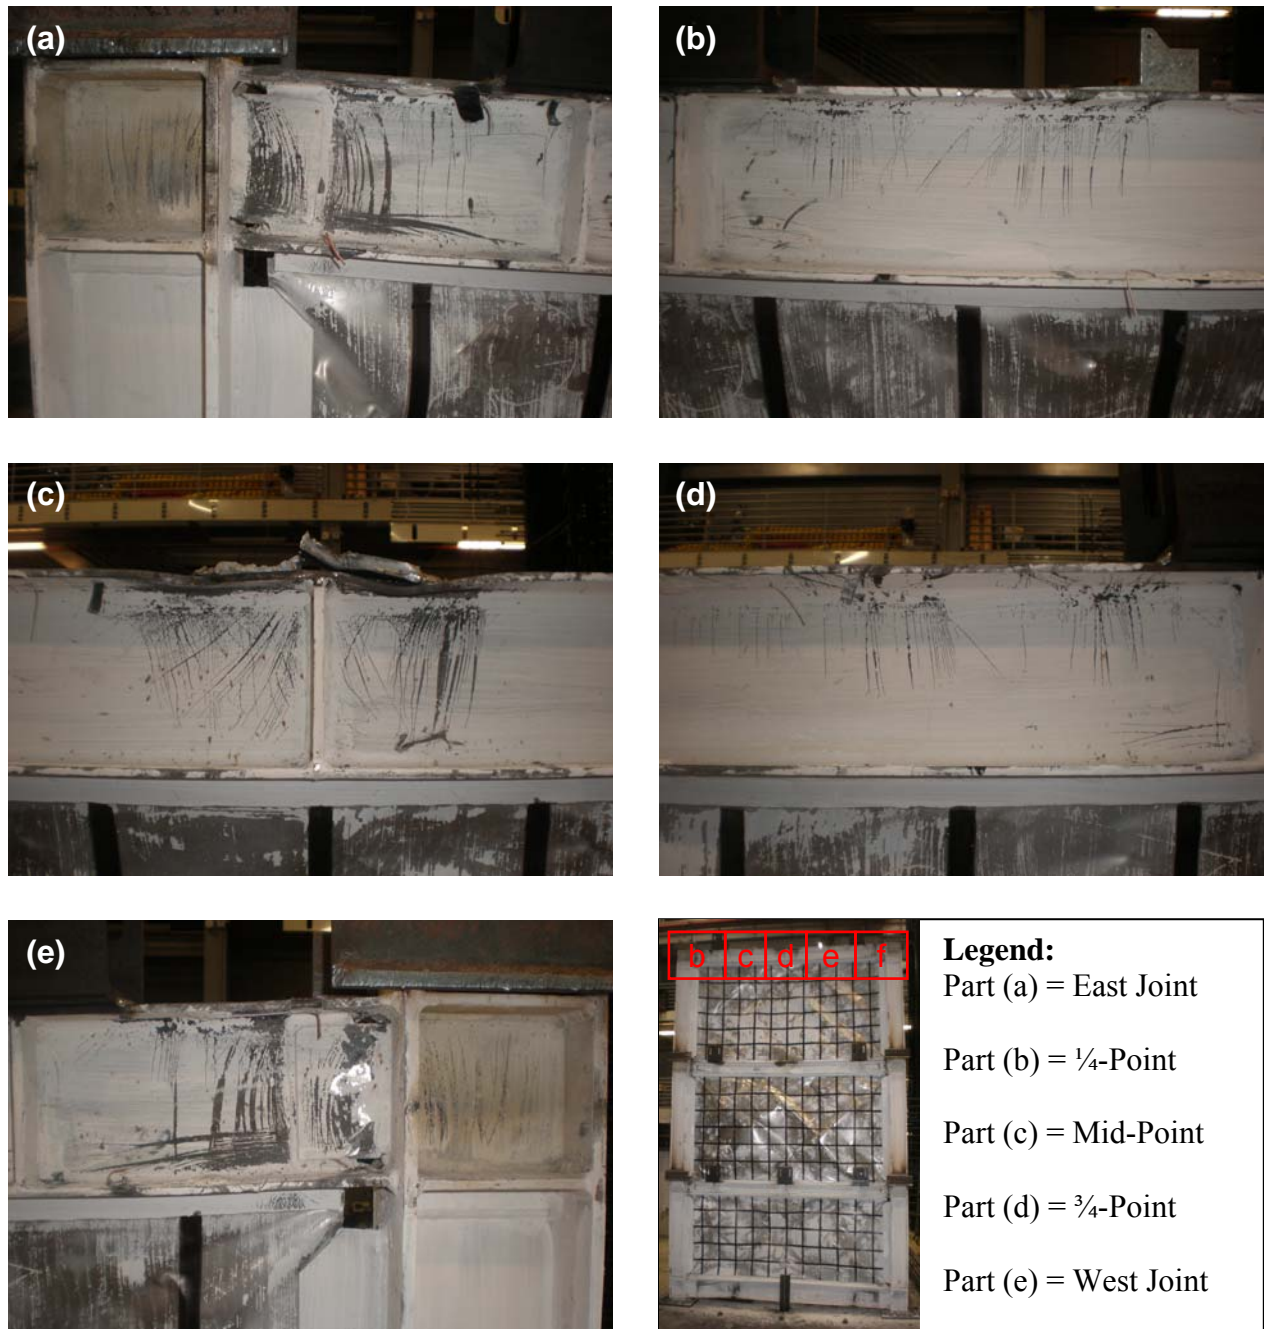 (a)
(b)
(c)
(d)
(e)
b c d e f
Legend:
Part (a) = East Joint
Part (b) = ¼-Point
Part (c) = Mid-Point
Part (d) = ¾-Point
Part (e) = West Joint